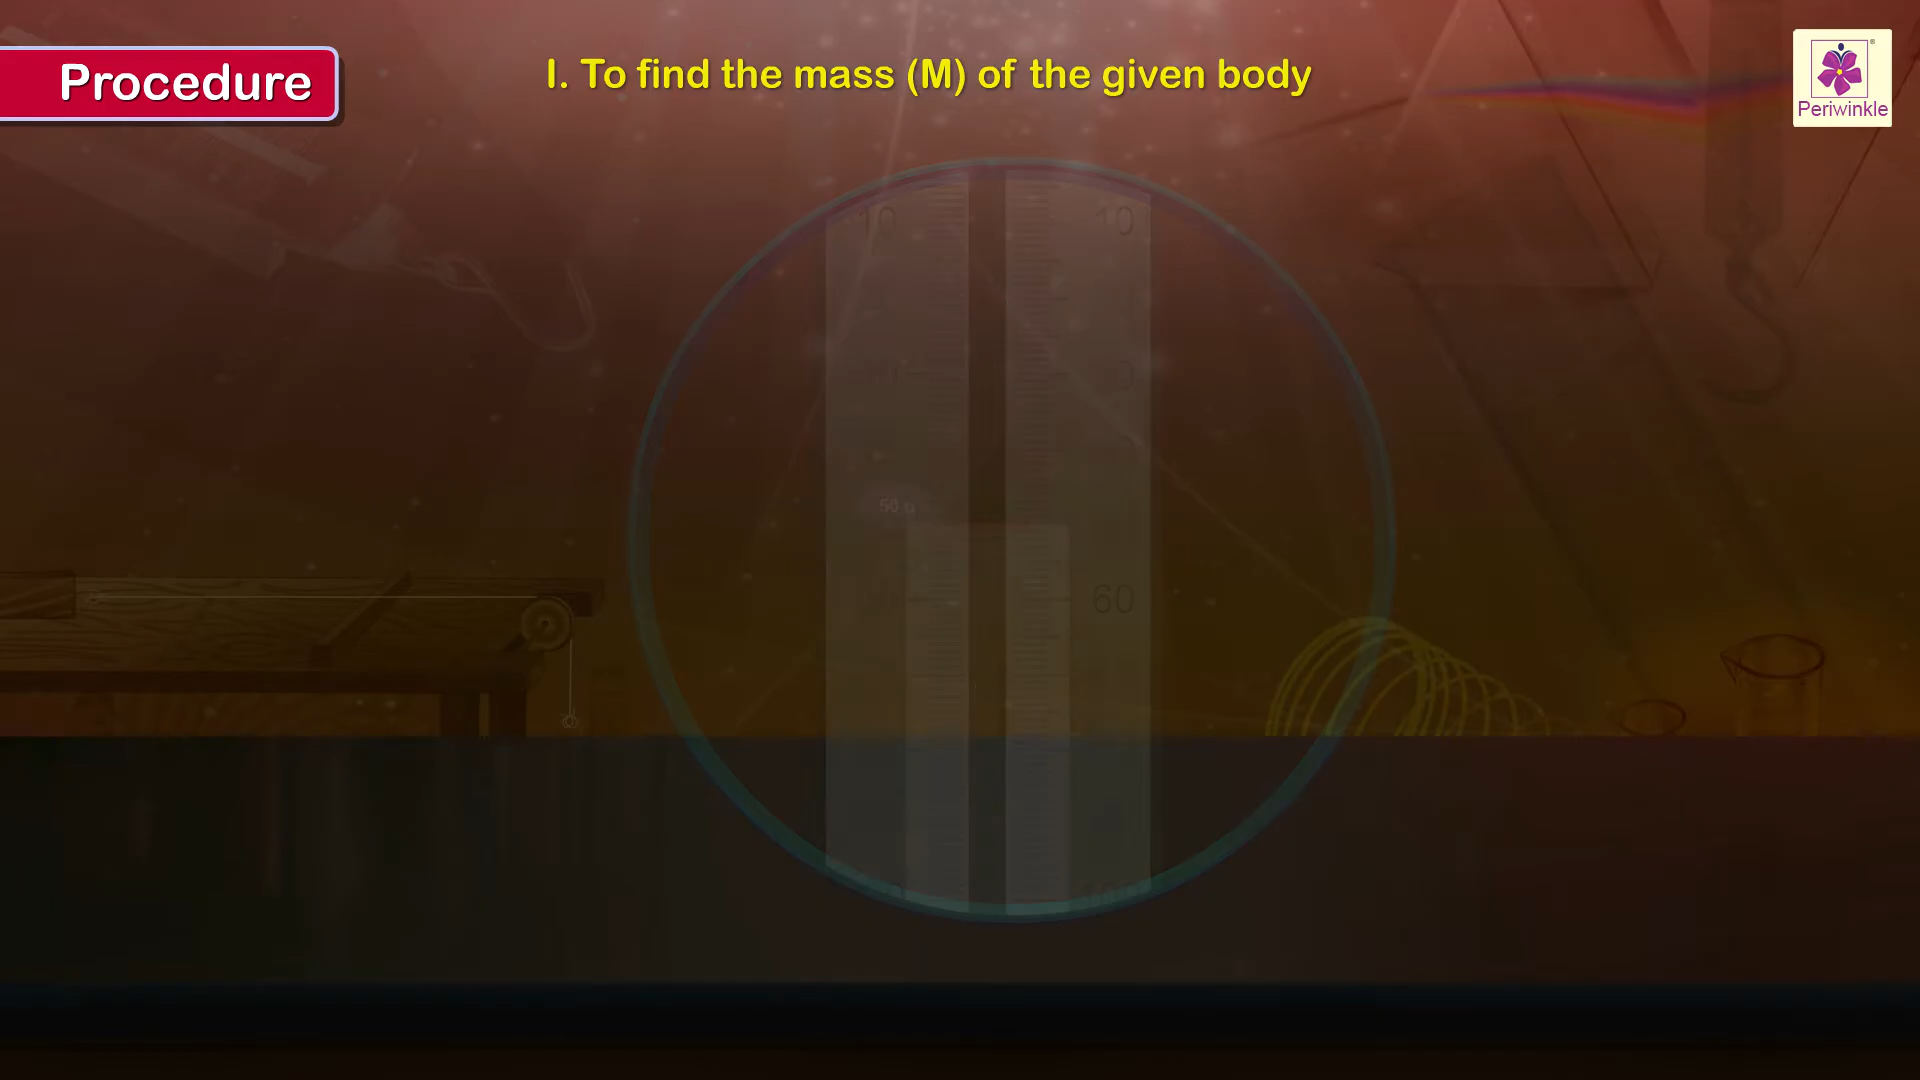 Procedure
I. To find the mass (M) of the given body
Periwinkle
10
10
50 g
60